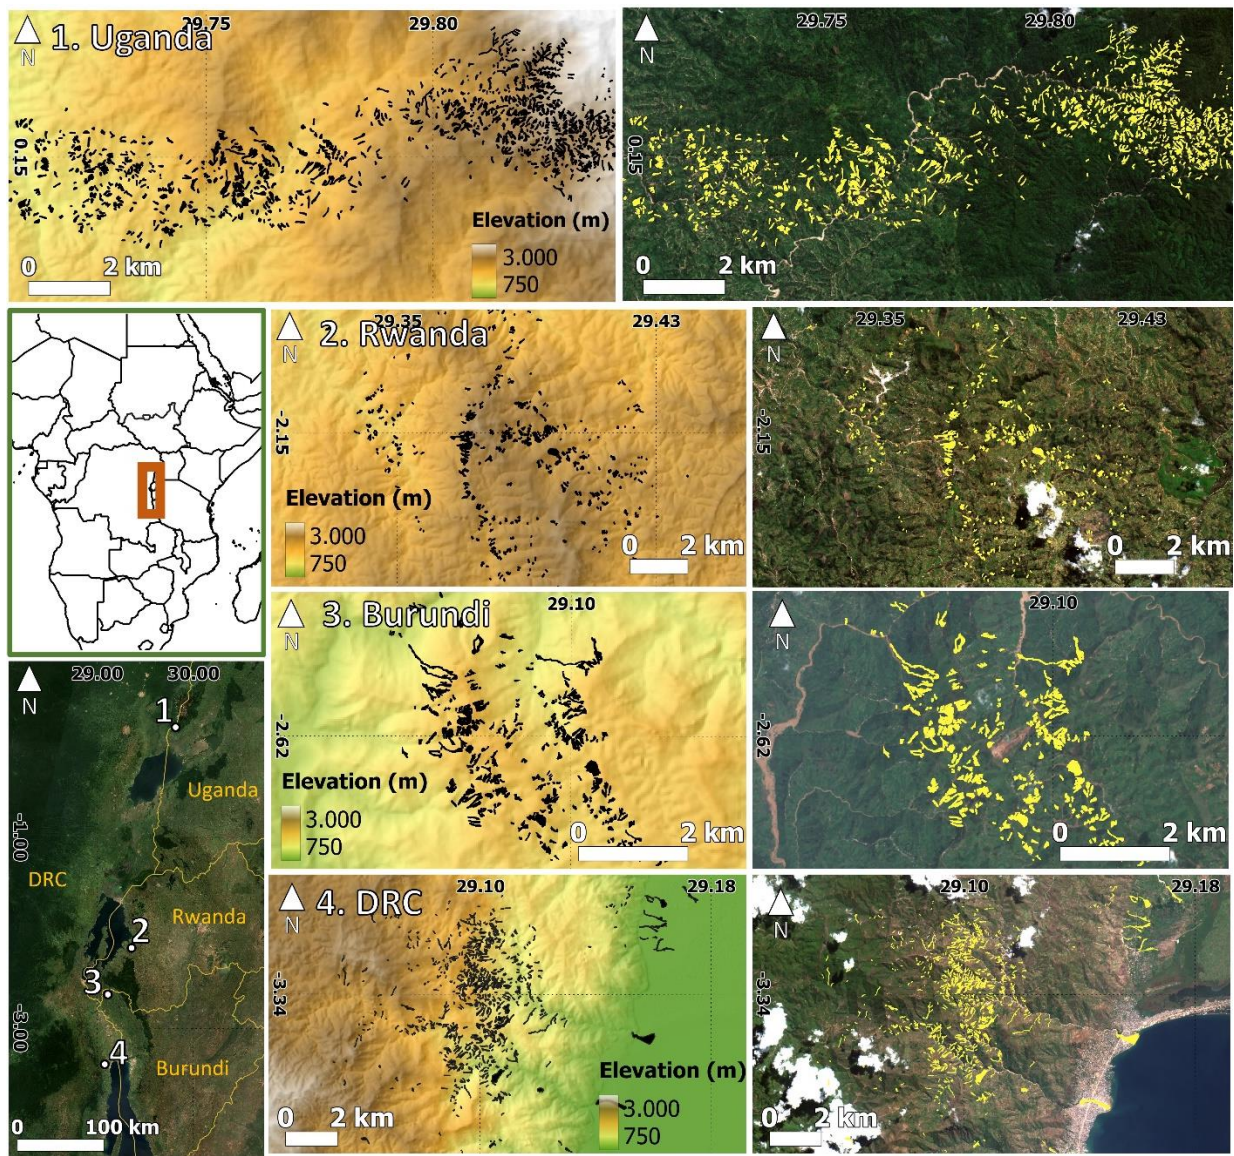 N
1. Uganda
29.75
29.80
0.15
Elevation (m)
3.000
750
0 2 km
N
29.75
29.80
0.15
0 2 km
N
2. Rwanda
29.35
29.43
-2.15
Elevation (m)
3.000
750
0 2 km
N
29.35
29.43
-2.15
0 2 km
N
3. Burundi
29.10
-2.62
Elevation (m)
3.000
750
0 2 km
N
29.10
-2.62
0 2 km
N
29.00 30.00
1
Uganda
-1.00
DRC
Rwanda
2
3
-3.00
4
Burundi
0 100 km
N
4. DRC
29.10
29.18
-3.34
Elevation (m)
3.000
750
0 2 km
N
29.10
29.18
-3.34
0 2 km